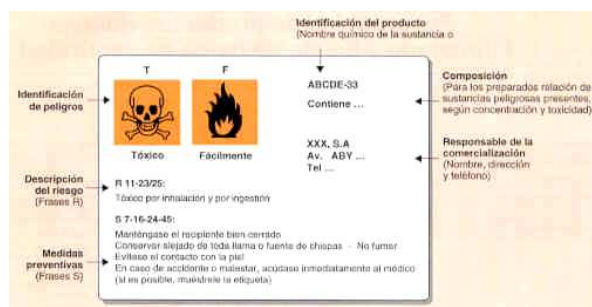 Identificación del producto
(Nombre químico de la sustancia o
Identificación
de peligros
T
F
Tóxico
Fácilmente
ABCDE-33
Contiene ...
XXX, S.A
Av. ABY ...
Tel ...
Composición
(Para los preparados relación de
sustancias peligrosas presentes,
según concentración y toxicidad)
Responsable de la
comercialización
(Nombre, dirección
y teléfono)
Descripción
del riesgo
(Frases R)
R 11-23/25:
Tóxico por inhalación y por ingestión
Medidas
preventivas
(Frases S)
S 7-16-24-45:
Manténgase el recipiente bien cerrado
Conservar alejado de toda llama o fuente de chispas - No fumar
Evítese el contacto con la piel
En caso de accidente o malestar, acúdase inmediatamente al médico
(si es posible, muéstrele la etiqueta)